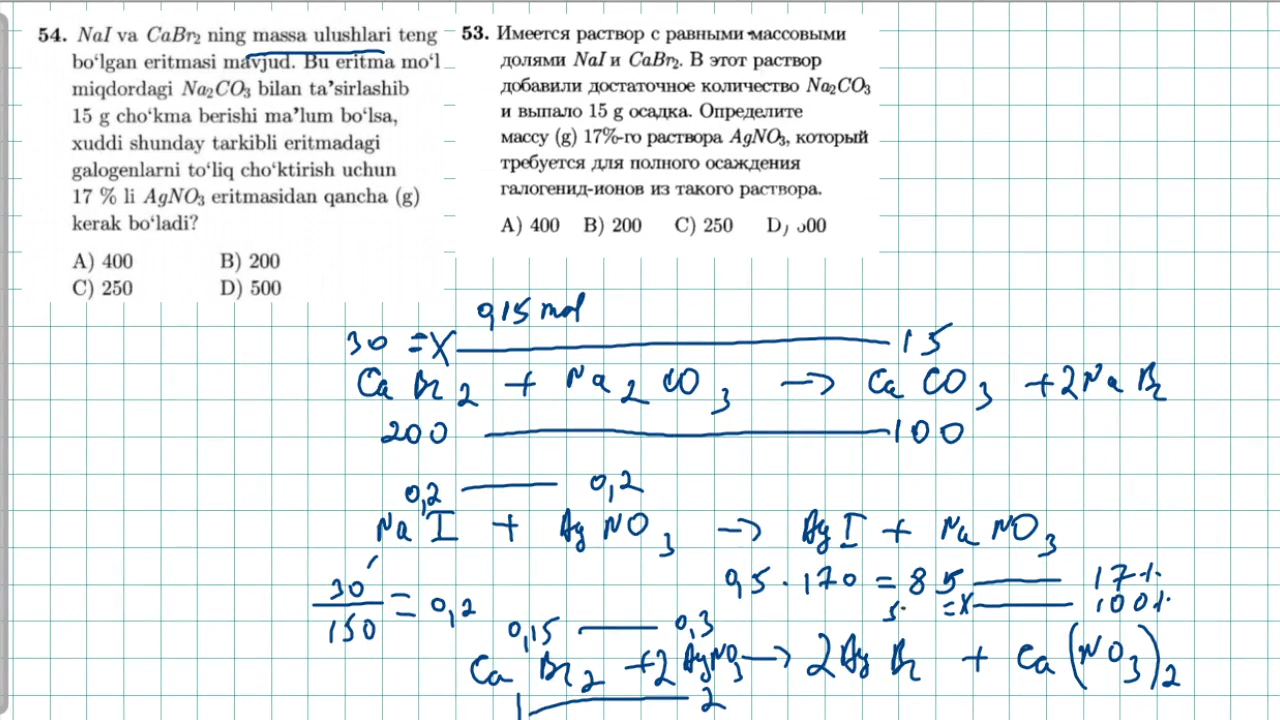 54. NaI va CaBr₂ ning massa ulushlari teng
bo‘lgan eritmasi mavjud. Bu eritma mo‘l
miqdordagi Na₂CO₃ bilan ta’sirlashib
15 g cho‘kma berishi ma’lum bo‘lsa,
xuddi shunday tarkibli eritmadagi
galogenlarni to‘liq cho‘ktirish uchun
17 % li AgNO₃ eritmasidan qancha (g)
kerak bo‘ladi?
A) 400 B) 200
C) 250 D) 500
53. Имеется раствор с равными массовыми
долями NaI и CaBr₂. В этот раствор
добавили достаточное количество Na₂CO₃
и выпало 15 g осадка. Определите
массу (g) 17%-го раствора AgNO₃, который
требуется для полного осаждения
галогенид-ионов из такого раствора.
A) 400 B) 200 C) 250 D) 500
0,15 mol
30 = X 15
CaBr₂ + Na₂CO₃ → CaCO₃ + 2NaBr
200 100
0,2 0,2
NaI + AgNO₃ → AgI + NaNO₃
30/150 = 0,2
0,5 · 170 = 85 17%
=X 100%
0,15 0,3
CaBr₂ + 2AgNO₃ → 2AgBr + Ca(NO₃)₂
1 2